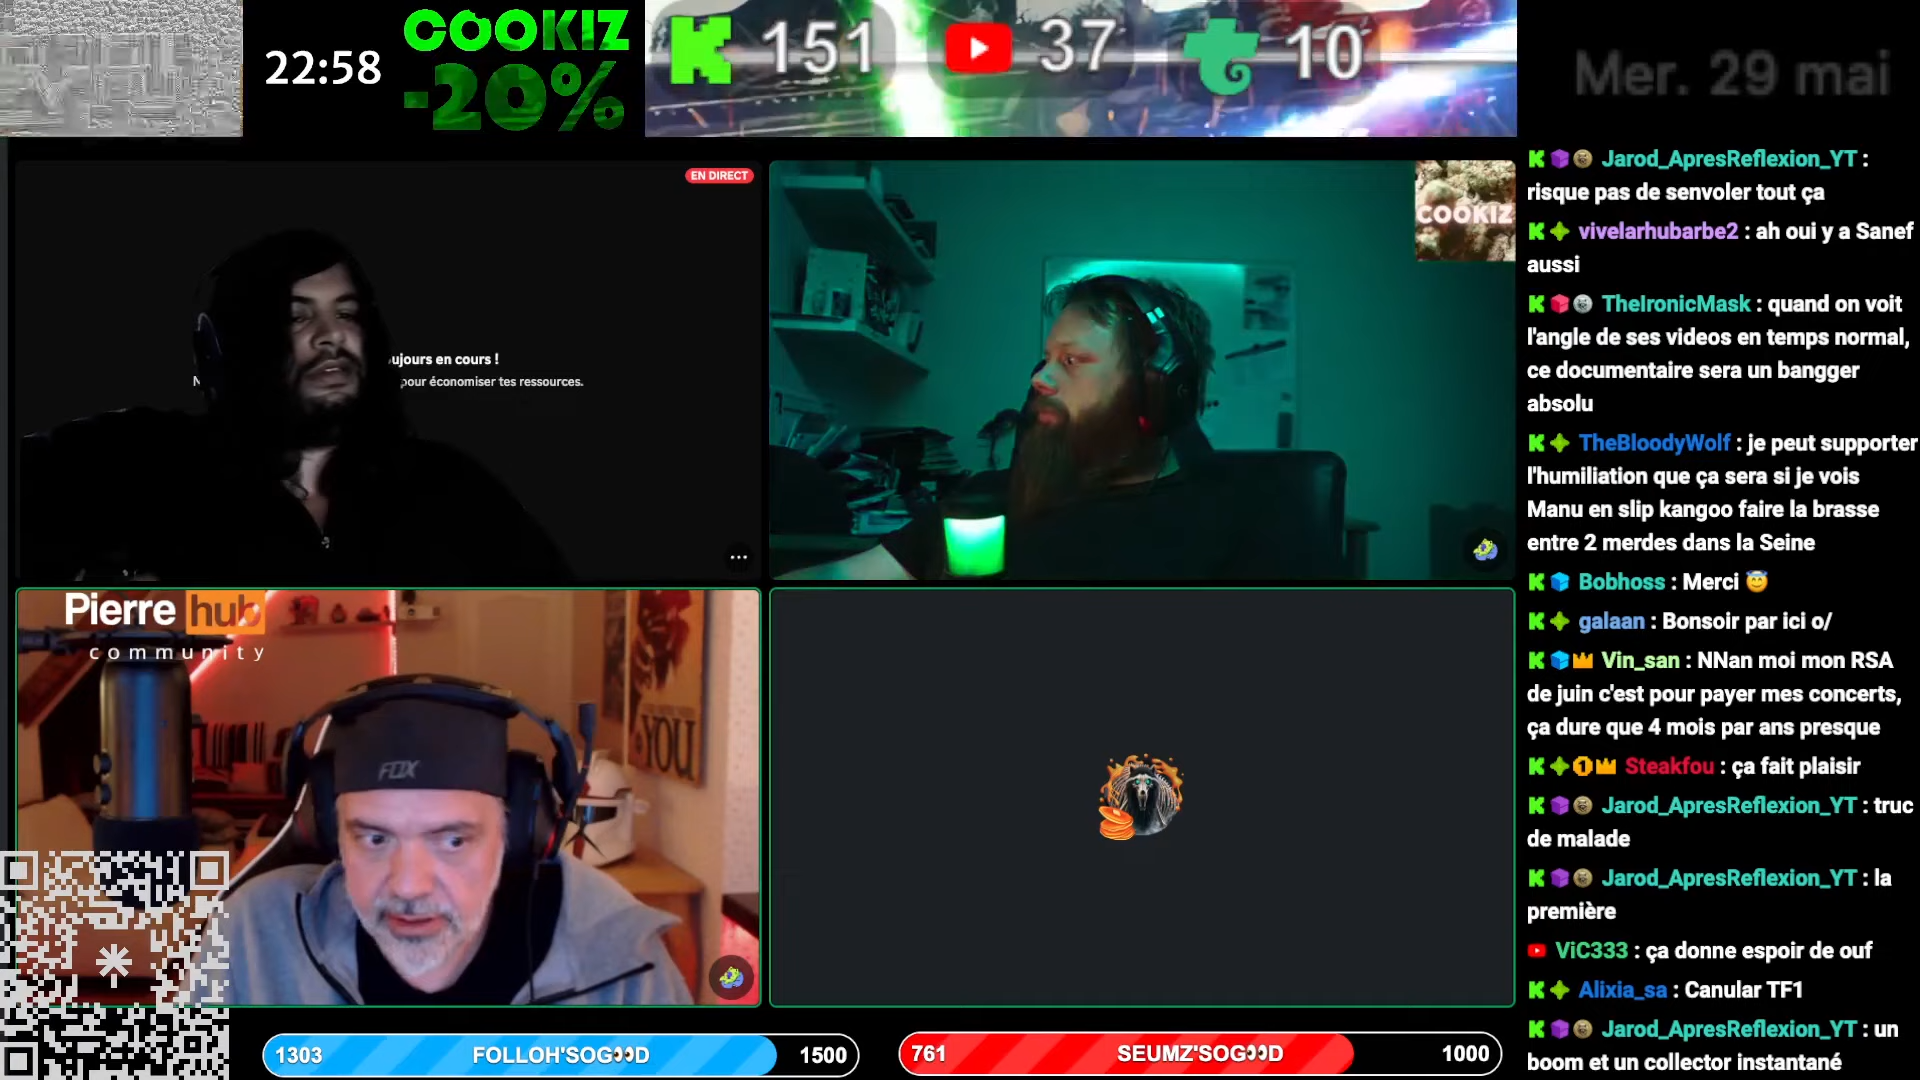 22:58
COOKIZ
-20%
151
37
10
Mer. 29 mai
EN DIRECT
COOKIZ
ujours en cours !
pour économiser tes ressources.
Pierre hub
community
FOX
YOU
Jarod_ApresReflexion_YT :
risque pas de senvoler tout ça
vivelarhubarbe2 : ah oui y a Sanef
aussi
TheIronicMask : quand on voit
l'angle de ses videos en temps normal,
ce documentaire sera un bangger
absolu
TheBloodyWolf : je peut supporter
l'humiliation que ça sera si je vois
Manu en slip kangoo faire la brasse
entre 2 merdes dans la Seine
Bobhoss : Merci 😇
galaan : Bonsoir par ici o/
Vin_san : NNan moi mon RSA
de juin c'est pour payer mes concerts,
ça dure que 4 mois par ans presque
Steakfou : ça fait plaisir
Jarod_ApresReflexion_YT : truc
de malade
Jarod_ApresReflexion_YT : la
première
ViC333 : ça donne espoir de ouf
Alixia_sa : Canular TF1
Jarod_ApresReflexion_YT : un
boom et un collector instantané
1303 FOLLOH'SOG👀D 1500
761 SEUMZ'SOG👀D 1000